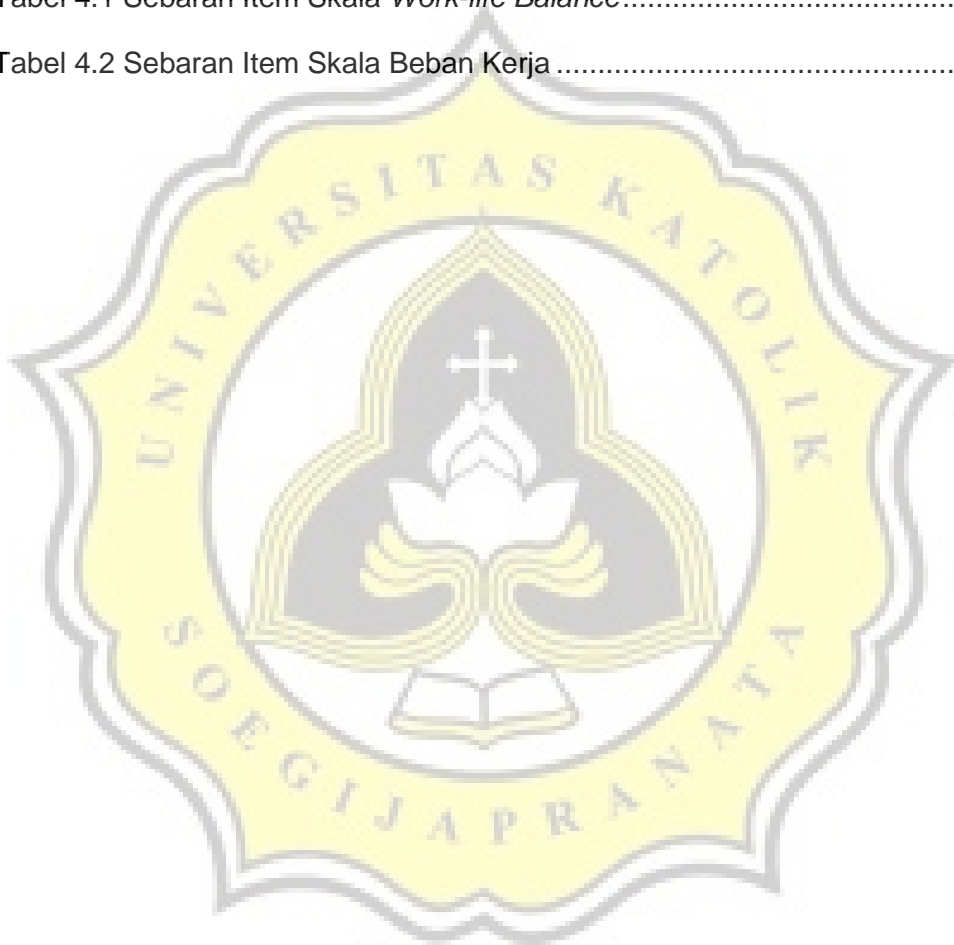 Tabel 4.1 Sebaran Item Skala Work-life Balance........................................
Tabel 4.2 Sebaran Item Skala Beban Kerja................................................
UNIVERSITAS KATOLIK
SOEGIJAPRANATA